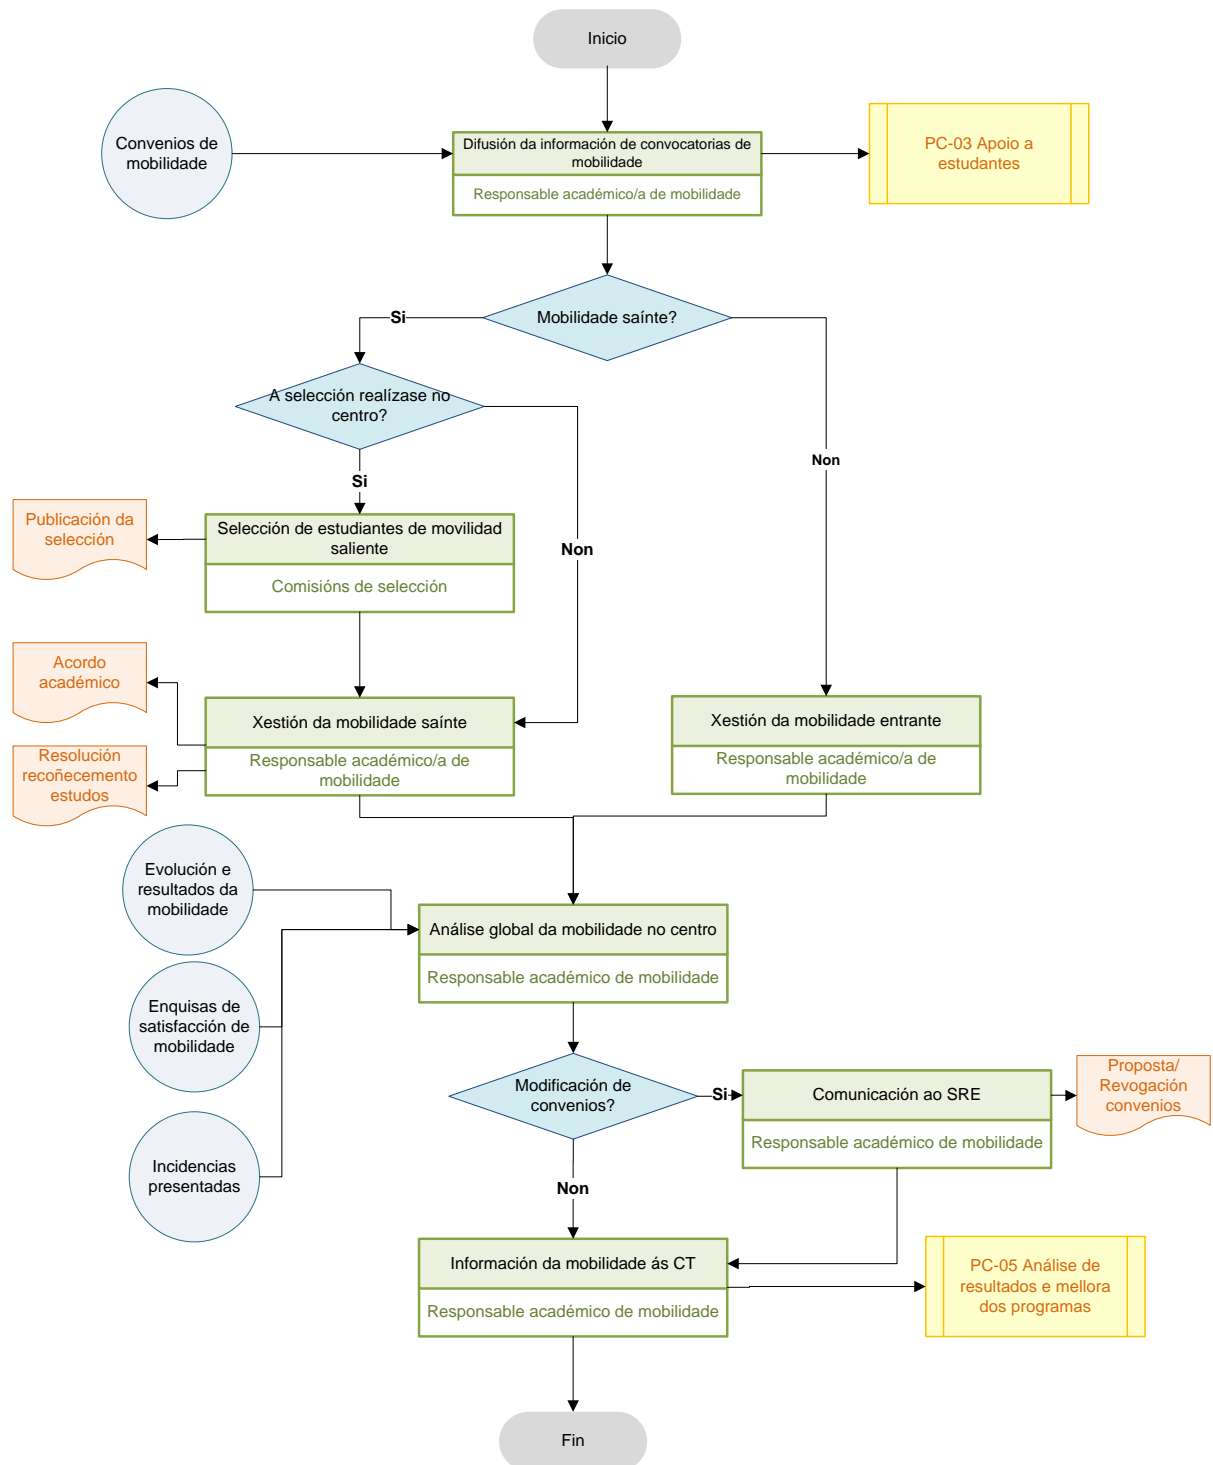 Inicio
Convenios de
mobilidade
Difusión da información de convocatorias de
mobilidade
Responsable académico/a de mobilidade
PC-03 Apoio a
estudantes
Mobilidade saínte?
Si
A selección realízase no
centro?
Non
Si
Publicación da
selección
Selección de estudiantes de movilidad
saliente
Comisións de selección
Non
Acordo
académico
Xestión da mobilidade saínte
Responsable académico/a de
mobilidade
Xestión da mobilidade entrante
Responsable académico/a de
mobilidade
Resolución
recoñecemento
estudos
Evolución e
resultados da
mobilidade
Análise global da mobilidade no centro
Responsable académico de mobilidade
Enquisas de
satisfacción de
mobilidade
Modificación de
convenios?
Si
Comunicación ao SRE
Responsable académico de mobilidade
Proposta/
Revogación
convenios
Incidencias
presentadas
Non
Información da mobilidade ás CT
Responsable académico de mobilidade
PC-05 Análise de
resultados e mellora
dos programas
Fin